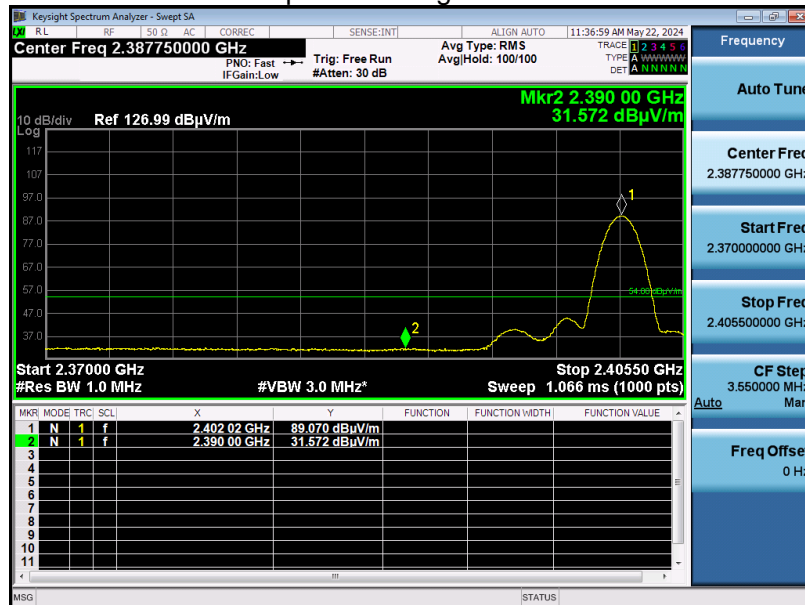 Keysight Spectrum Analyzer - Swept SA
LXI RL RF 50 Ω AC CORREC SENSE:INT ALIGN AUTO 11:36:59 AM May 22, 2024
Center Freq 2.387750000 GHz
PNO: Fast
IFGain:Low
Trig: Free Run
#Atten: 30 dB
Avg Type: RMS
Avg|Hold: 100/100
TRACE 1 2 3 4 5 6
TYPE A WWWWW
DET A N N N N N
Frequency
Mkr2 2.390 00 GHz
31.572 dBµV/m
10 dB/div Ref 126.99 dBµV/m
Log
117
107
97.0
87.0
77.0
67.0
57.0
47.0
37.0
1
2
54.00 dBµV/m
Start 2.37000 GHz Stop 2.40550 GHz
#Res BW 1.0 MHz #VBW 3.0 MHz* Sweep 1.066 ms (1000 pts)
MKR MODE TRC SCL X Y FUNCTION FUNCTION WIDTH FUNCTION VALUE
1 N 1 f 2.402 02 GHz 89.070 dBµV/m
2 N 1 f 2.390 00 GHz 31.572 dBµV/m
3
4
5
6
7
8
9
10
11
MSG STATUS
Auto Tune
Center Freq
2.387750000 GHz
Start Freq
2.370000000 GHz
Stop Freq
2.405500000 GHz
CF Step
3.550000 MHz
Auto Man
Freq Offset
0 Hz